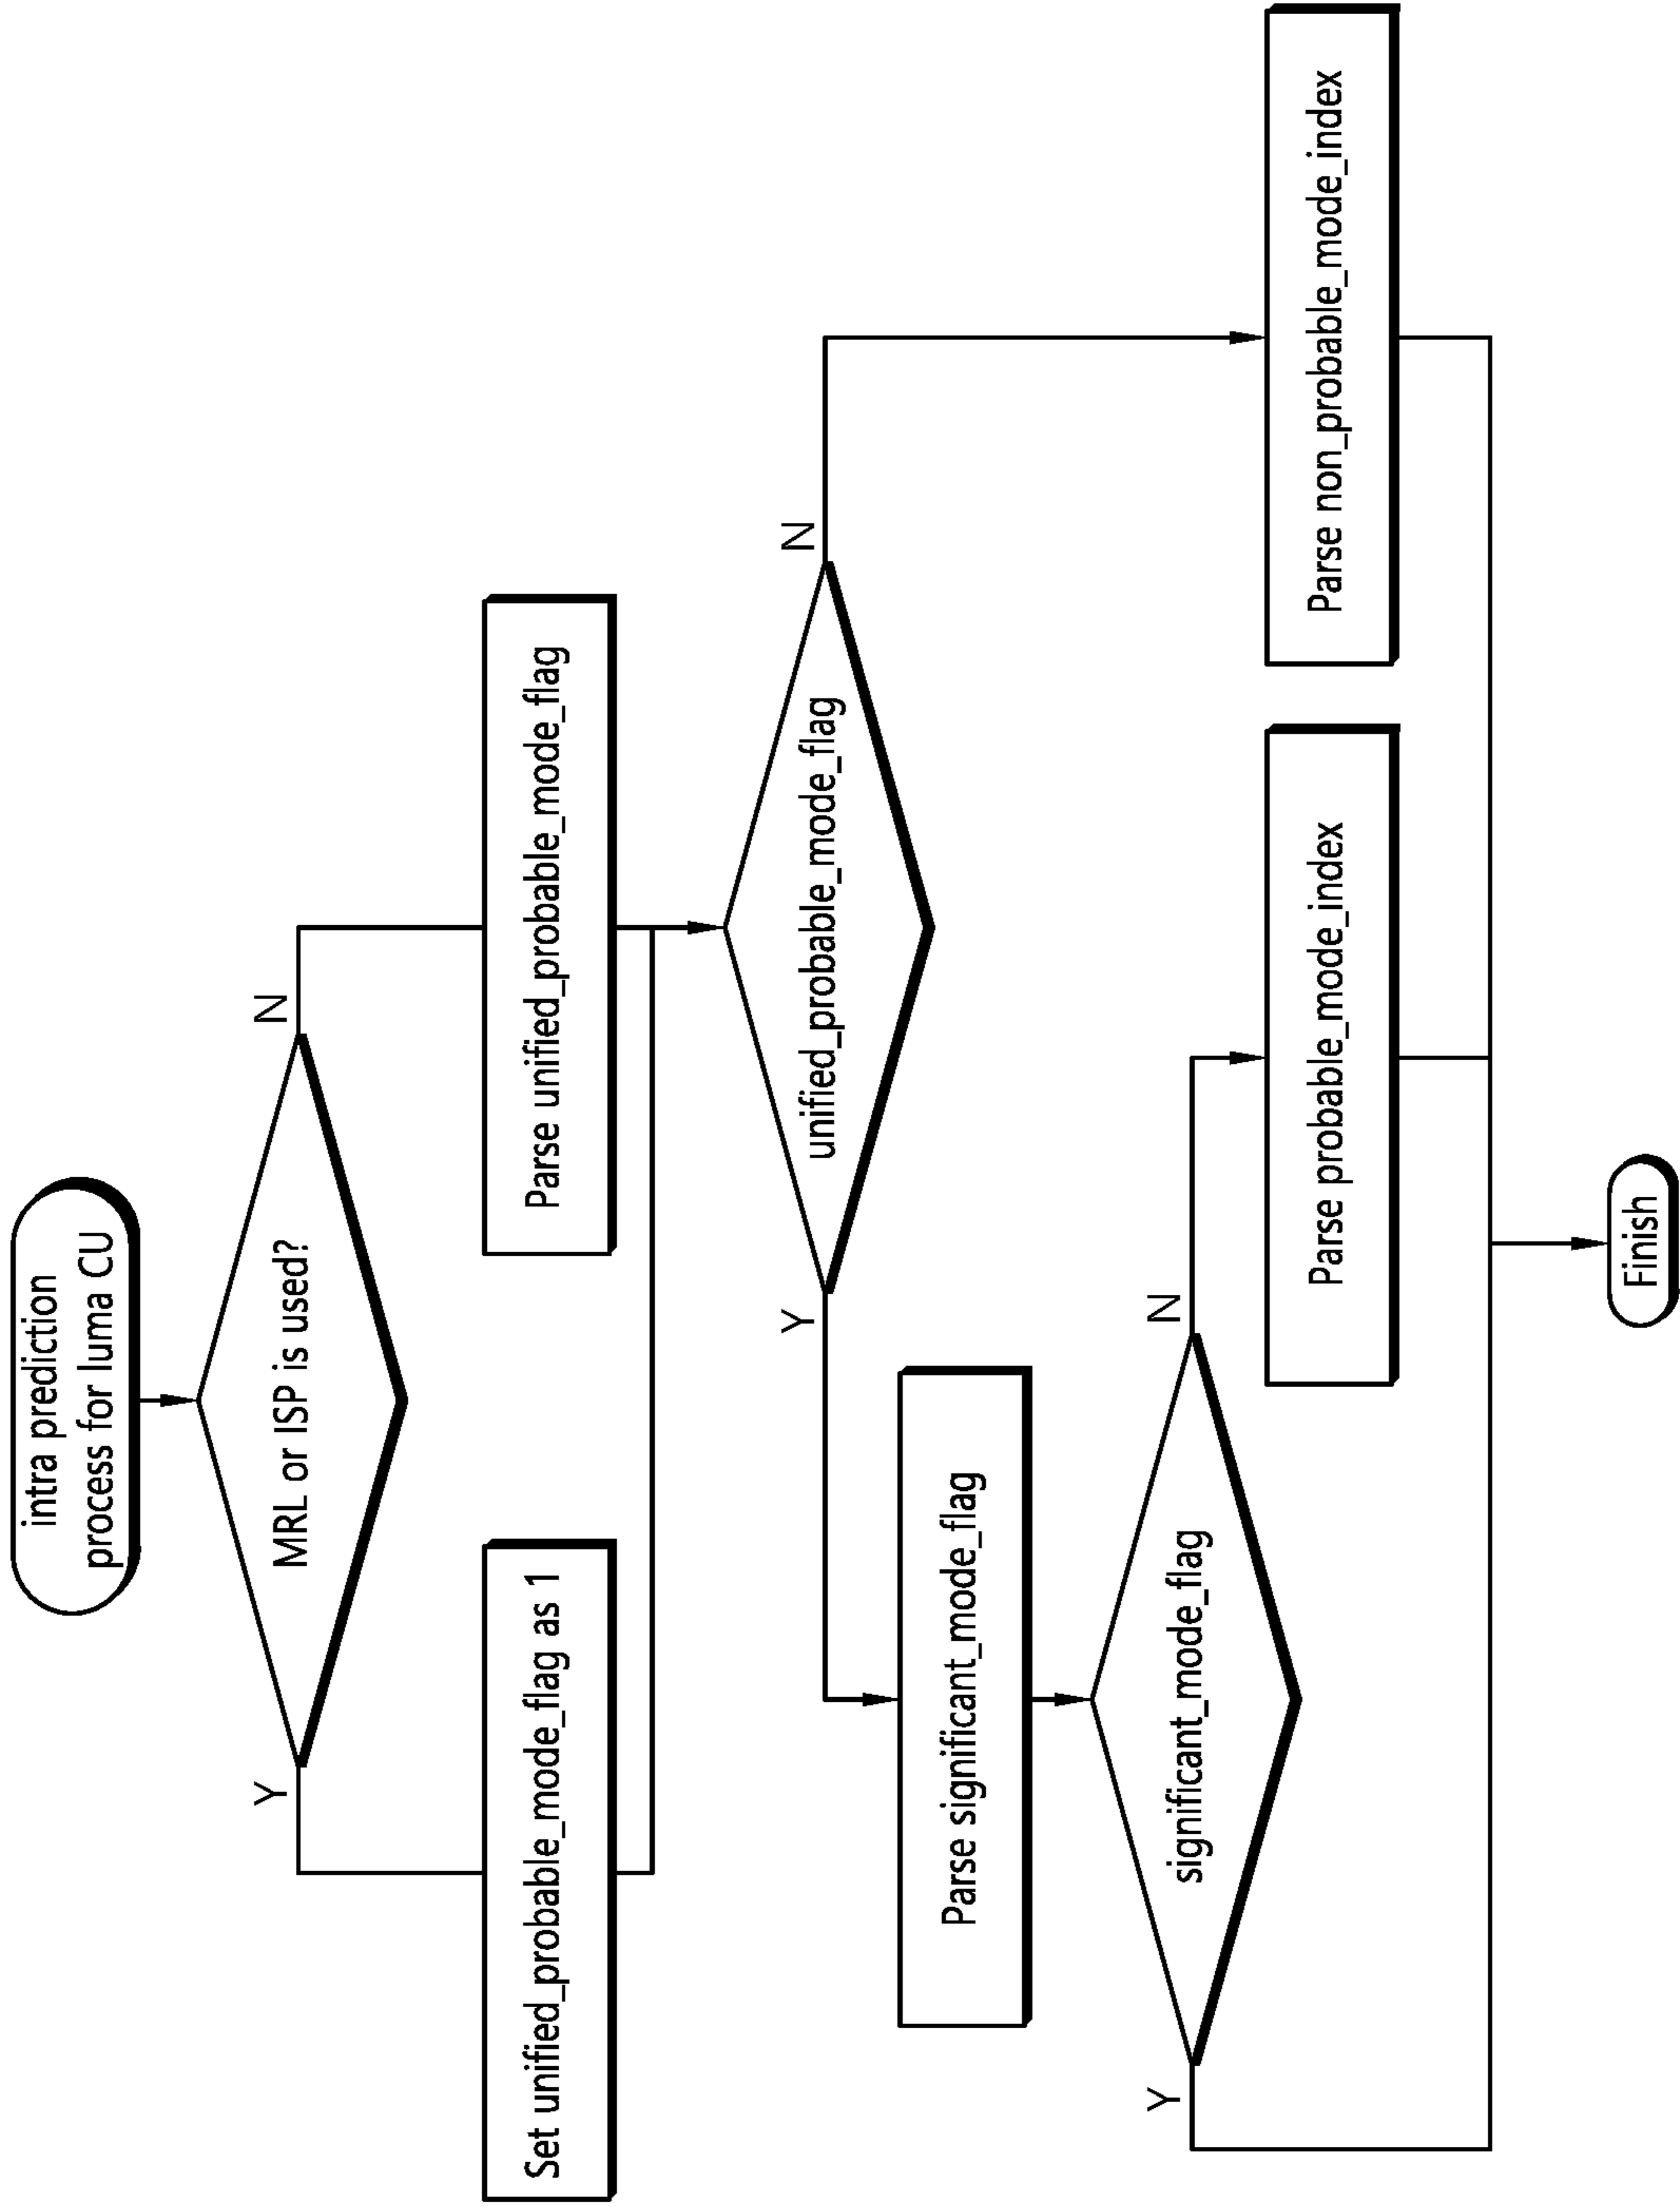 intra prediction
process for luma CU
MRL or ISP is used?
Y
N
Set unified_probable_mode_flag as 1
Parse unified_probable_mode_flag
unified_probable_mode_flag
Y
N
Parse significant_mode_flag
significant_mode_flag
Y
N
Parse probable_mode_index
Parse non_probable_mode_index
Finish